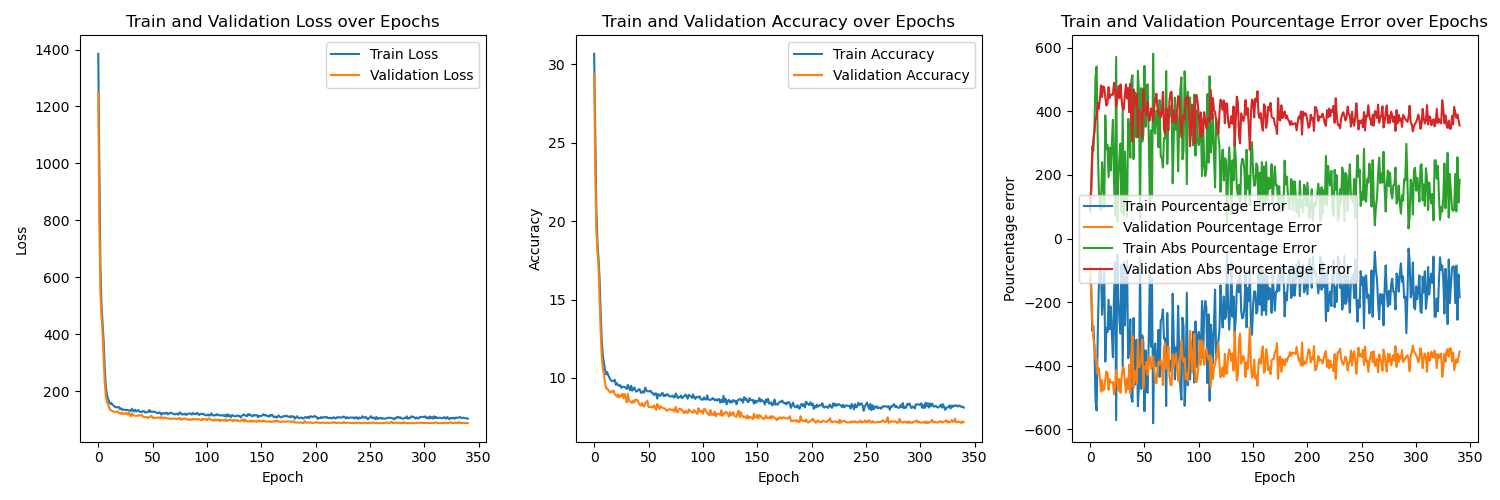 Train and Validation Loss over Epochs
Train Loss
Validation Loss
1400
1200
1000
800
600
400
200
Loss
0
50
100
150
200
250
300
350
Epoch
Train and Validation Accuracy over Epochs
Train Accuracy
Validation Accuracy
30
25
20
15
10
Accuracy
0
50
100
150
200
250
300
350
Epoch
Train and Validation Pourcentage Error over Epochs
600
400
200
0
−200
−400
−600
Pourcentage error
Train Pourcentage Error
Validation Pourcentage Error
Train Abs Pourcentage Error
Validation Abs Pourcentage Error
0
50
100
150
200
250
300
350
Epoch